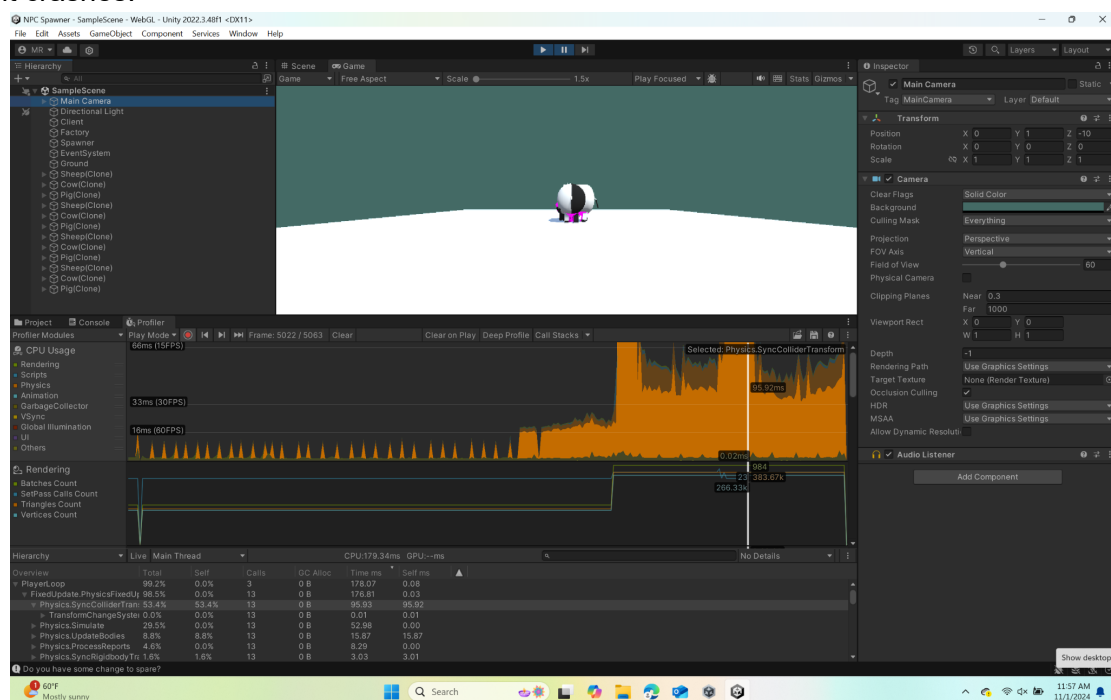 NPC Spawner - SampleScene - WebGL - Unity 2022.3.48f1 <DX11>
File Edit Assets GameObject Component Services Window Help
MR Layers Layout
Hierarchy
All
SampleScene
Main Camera
Directional Light
Client
Factory
Spawner
EventSystem
Ground
Sheep(Clone)
Cow(Clone)
Pig(Clone)
Sheep(Clone)
Cow(Clone)
Pig(Clone)
Sheep(Clone)
Cow(Clone)
Pig(Clone)
Sheep(Clone)
Cow(Clone)
Pig(Clone)
Scene Game
Game Free Aspect Scale 1.5x Play Focused Stats Gizmos
Inspector
Main Camera Static
Tag MainCamera Layer Default
Transform
Position X 0 Y 1 Z -10
Rotation X 0 Y 0 Z 0
Scale X 1 Y 1 Z 1
Camera
Clear Flags Solid Color
Background
Culling Mask Everything
Projection Perspective
FOV Axis Vertical
Field of View 60
Physical Camera
Clipping Planes Near 0.3
Far 1000
Viewport Rect X 0 Y 0
W 1 H 1
Depth -1
Rendering Path Use Graphics Settings
Target Texture None (Render Texture)
Occlusion Culling
HDR Use Graphics Settings
MSAA Use Graphics Settings
Allow Dynamic Resoluti
Audio Listener
Add Component
Project Console Profiler
Profiler Modules Play Mode Frame: 5022 / 5063 Clear Clear on Play Deep Profile Call Stacks
CPU Usage
Rendering
Scripts
Physics
Animation
GarbageCollector
VSync
Global Illumination
UI
Others
66ms (15FPS)
33ms (30FPS)
16ms (60FPS)
Selected: Physics.SyncColliderTransform
95.92ms
0.02ms
Rendering
Batches Count
SetPass Calls Count
Triangles Count
Vertices Count
984
23 383.67k
266.33k
Hierarchy Live Main Thread CPU:179.34ms GPU:--ms No Details
Overview Total Self Calls GC Alloc Time ms Self ms
PlayerLoop 99.2% 0.0% 3 0 B 178.07 0.08
FixedUpdate.PhysicsFixedUp 98.5% 0.0% 13 0 B 176.81 0.03
Physics.SyncColliderTran 53.4% 53.4% 13 0 B 95.93 95.92
TransformChangeSyste 0.0% 0.0% 13 0 B 0.01 0.01
Physics.Simulate 29.5% 0.0% 13 0 B 52.98 0.00
Physics.UpdateBodies 8.8% 8.8% 13 0 B 15.87 15.87
Physics.ProcessReports 4.6% 0.0% 13 0 B 8.29 0.00
Physics.SyncRigidbodyTr 1.6% 1.6% 13 0 B 3.03 3.01
Do you have some change to spare?
Show desktop
60°F
Mostly sunny
Search
11:57 AM
11/1/2024